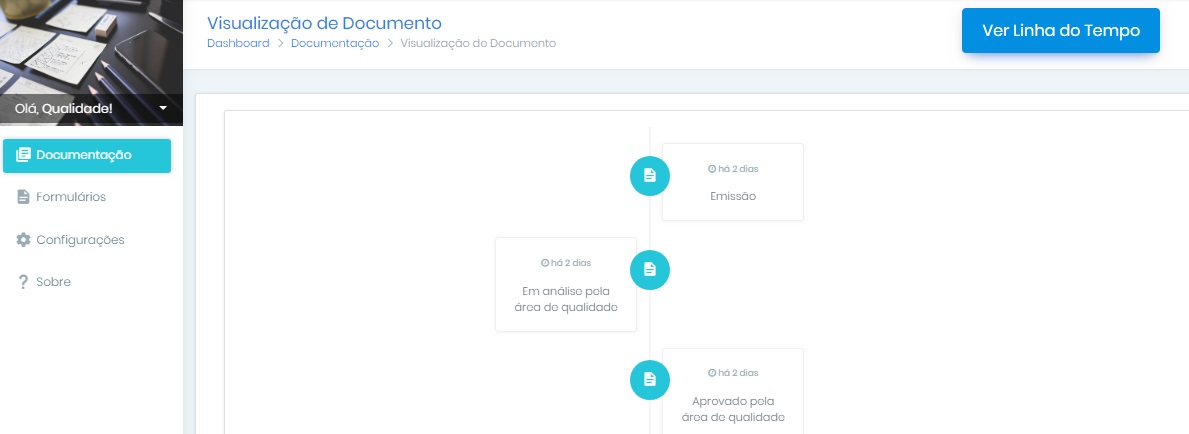 Visualização de Documento
Dashboard > Documentação > Visualização de Documento
Ver Linha do Tempo
Olá, Qualidade!
Documentação
Formulários
Configurações
Sobre
há 2 dias
Emissão
há 2 dias
Em análise pela
área de qualidade
há 2 dias
Aprovado pela
área de qualidade